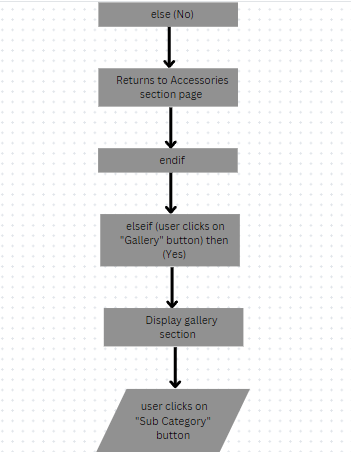 else (No)
Returns to Accessories
section page
endif
elseif (user clicks on
"Gallery" button) then
(Yes)
Display gallery
section
user clicks on
"Sub Category"
button